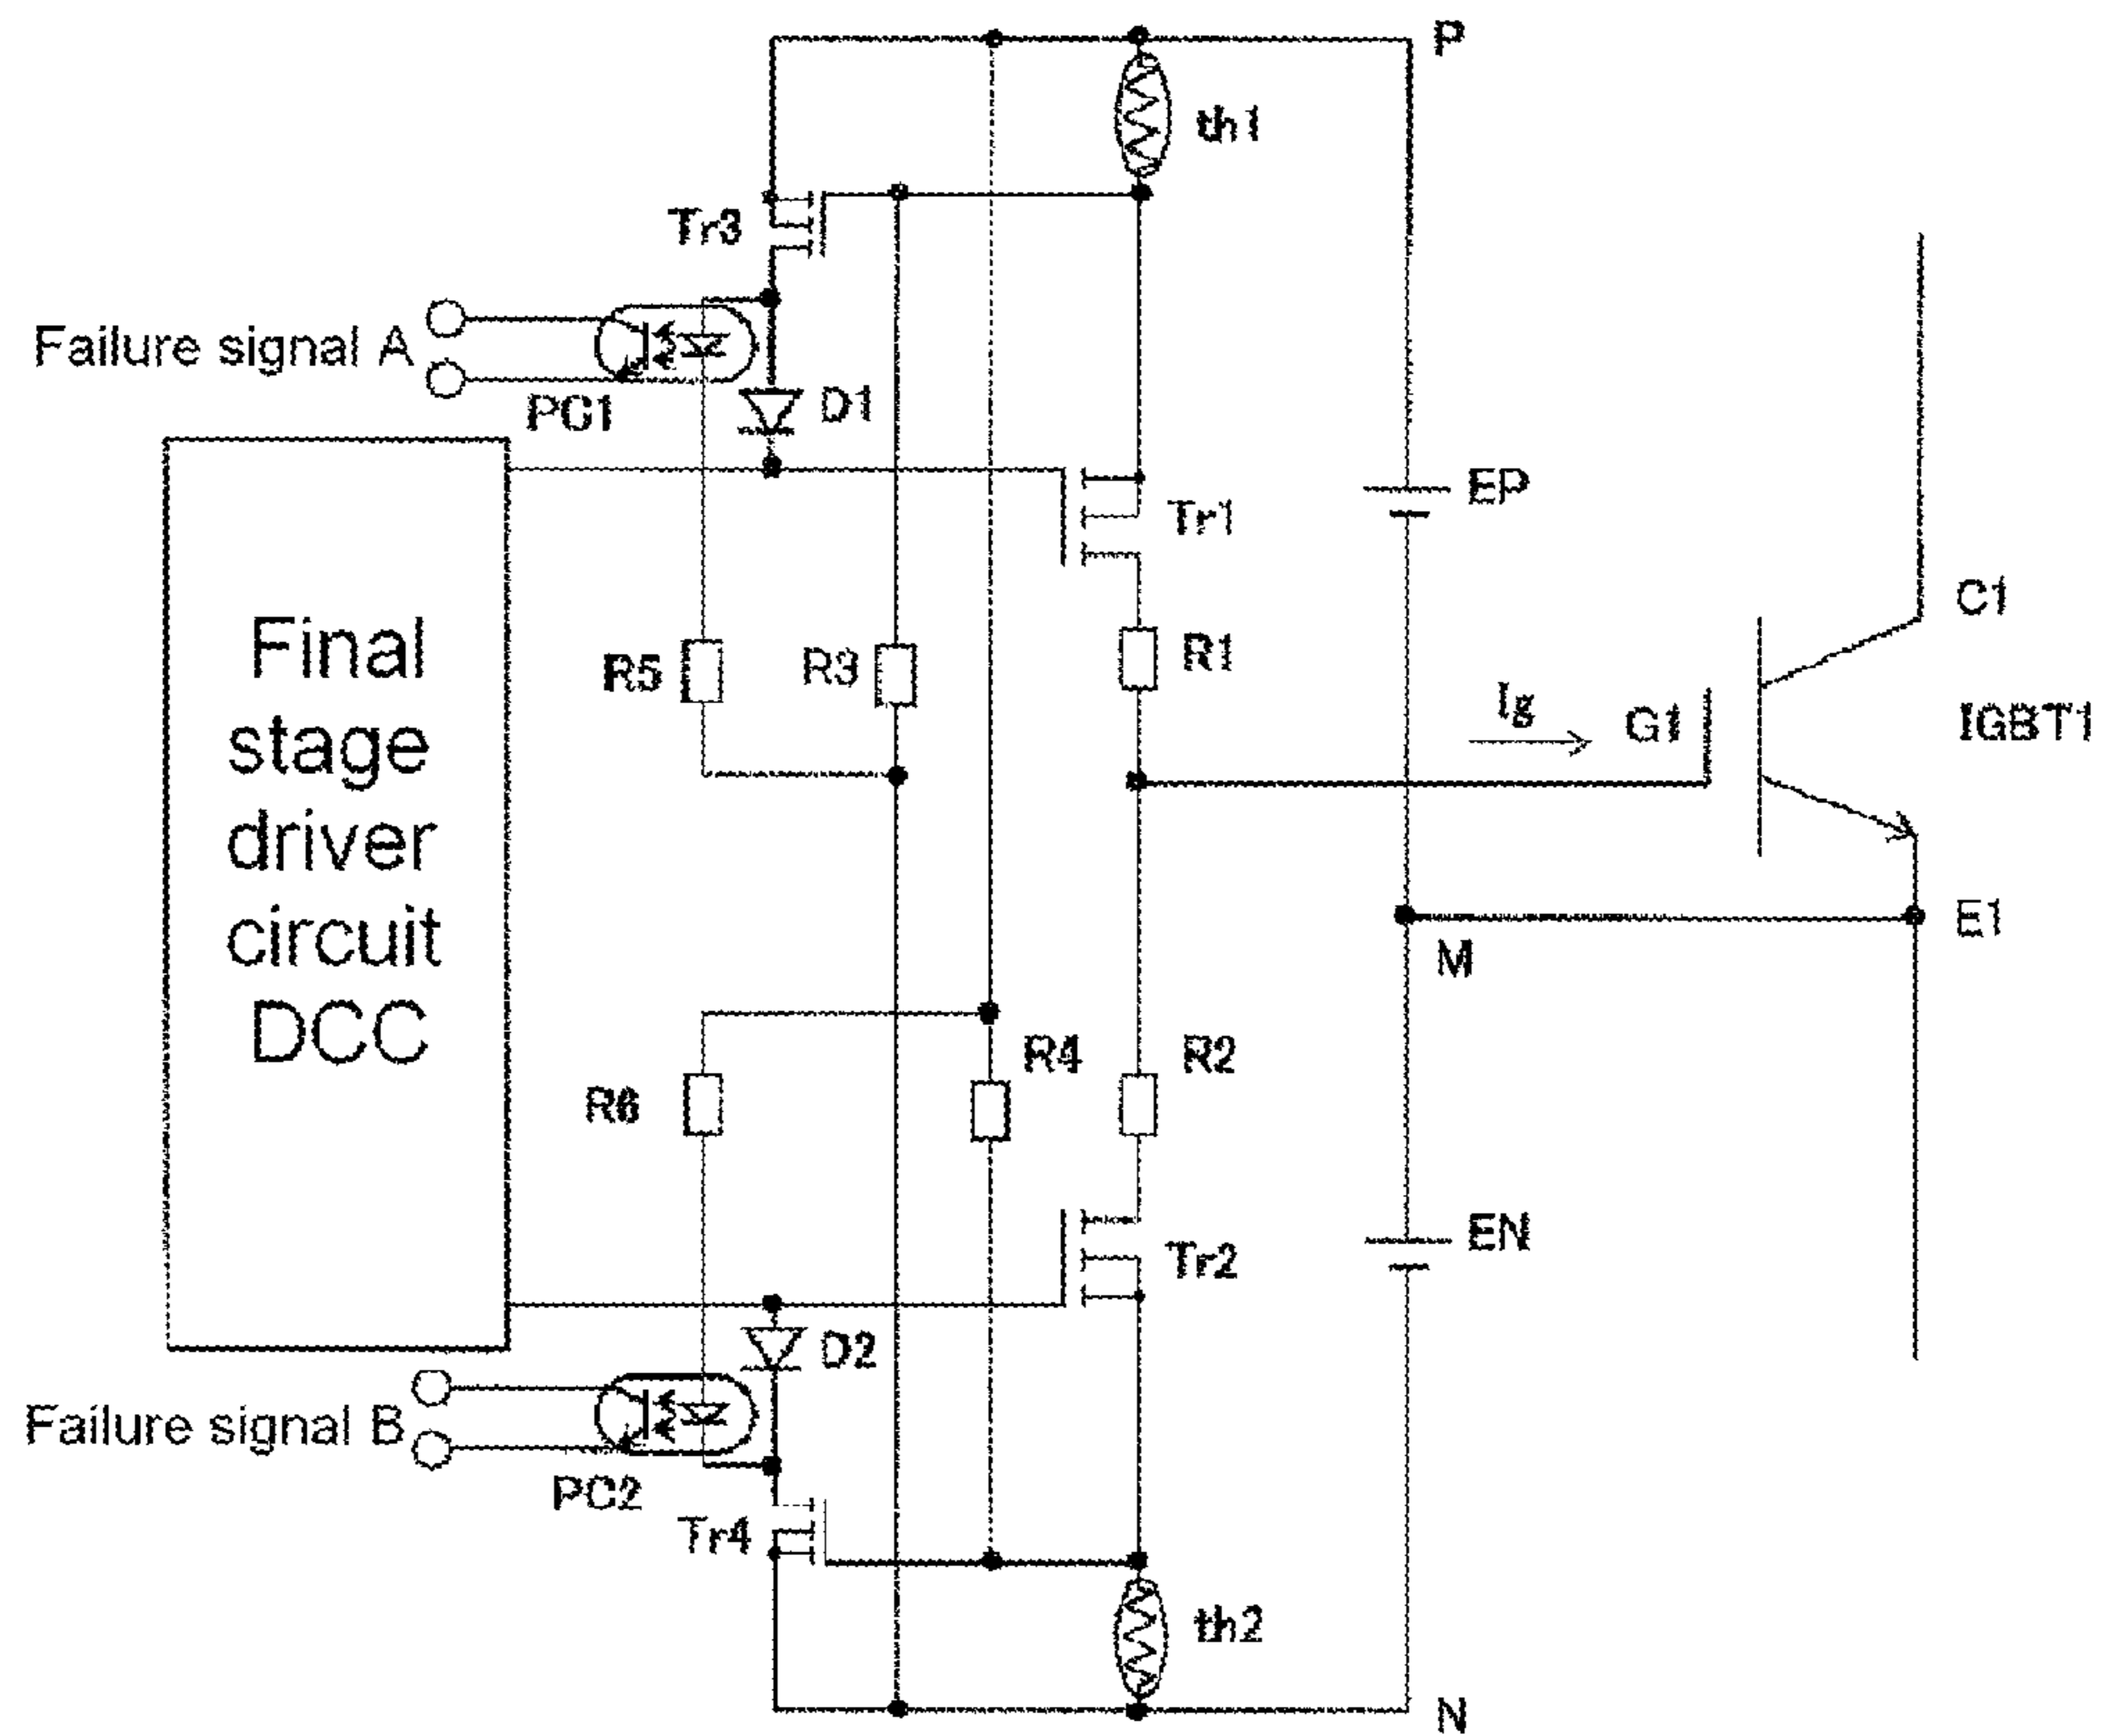 P
th1
Tr3
Failure signal A
PC1
D1
EP
Tr1
C1
R5
R3
R1
Ig
G1
IGBT1
Final
stage
driver
circuit
DCC
M
E1
R4
R2
R6
EN
Tr2
D2
Failure signal B
PC2
Tr4
th2
N